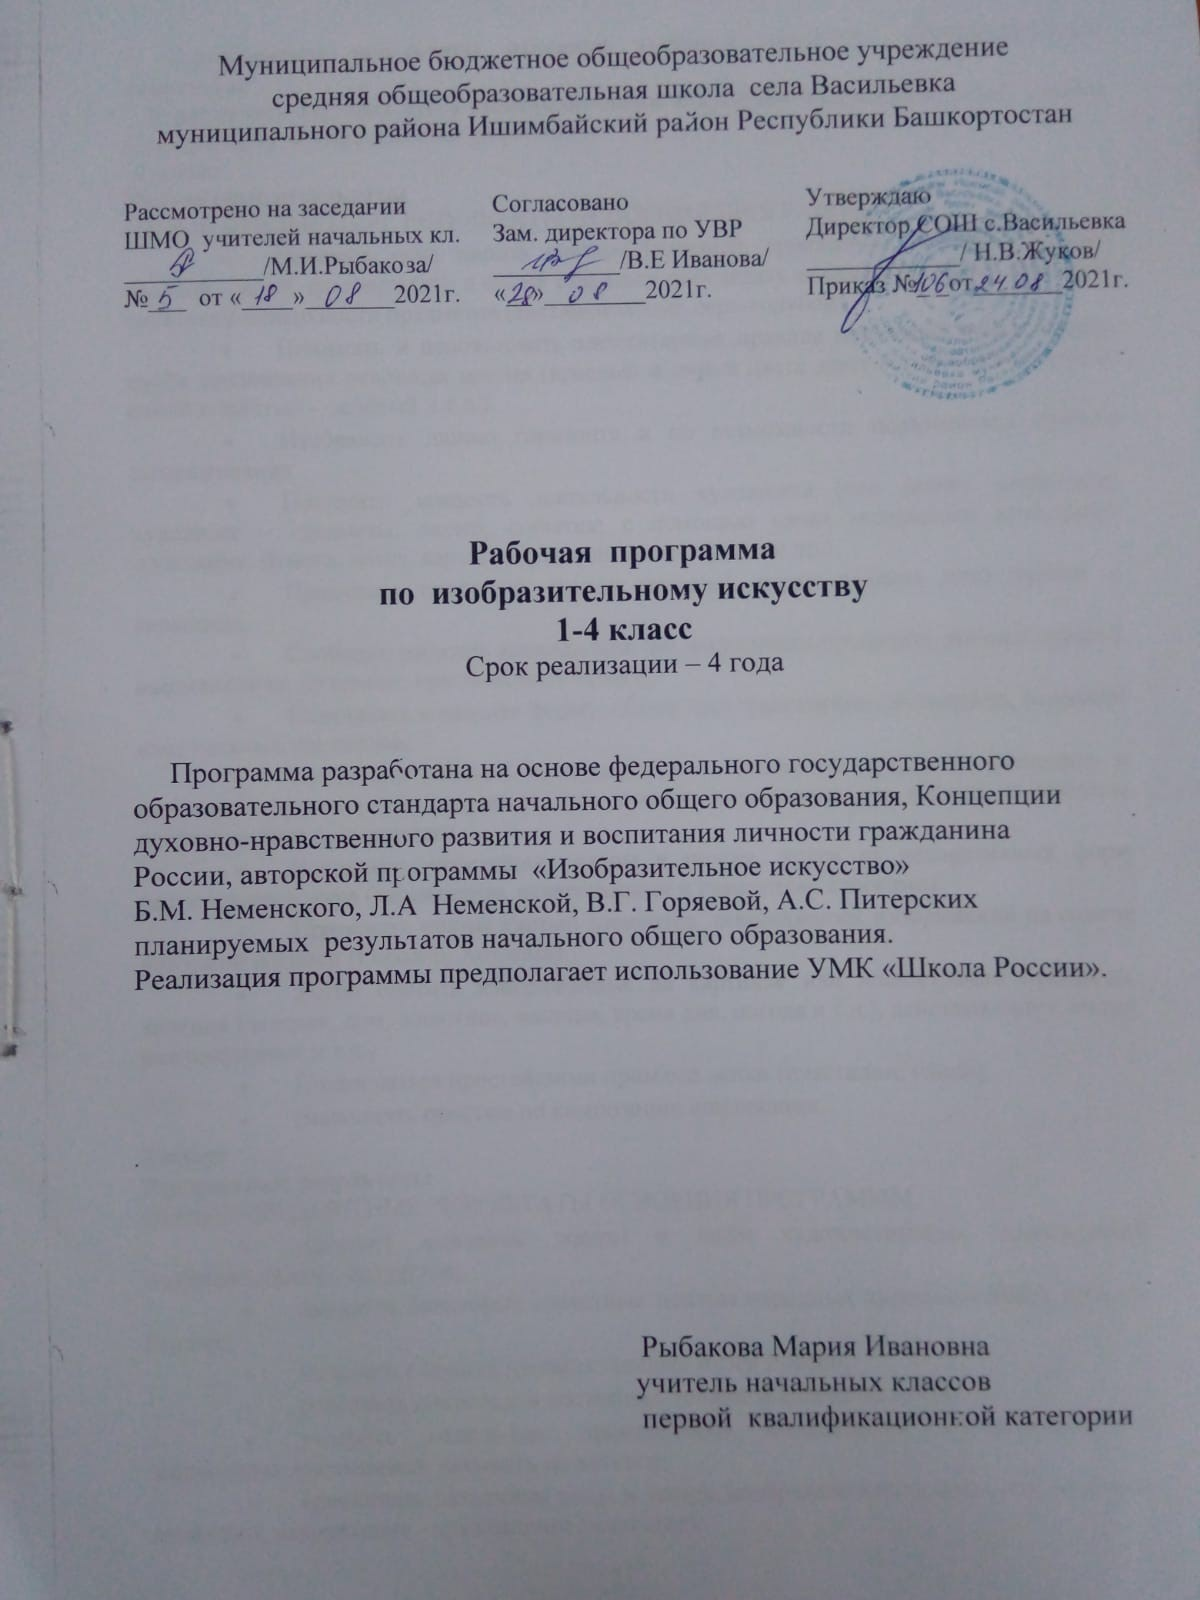 Муниципальное бюджетное общеобразовательное учреждение
средняя общеобразовательная школа села Васильевка
муниципального района Ишимбайский район Республики Башкортостан
Рассмотрено на заседании
ШМО учителей начальных кл.
____________/М.И.Рыбакова/
№ 5 от «18» 08 2021г.
Согласовано
Зам. директора по УВР
___________/В.Е Иванова/
«28» 08 2021г.
Утверждаю
Директор СОШ с.Васильевка
____________/ Н.В.Жуков/
Приказ №106 от 24.08 2021г.
Рабочая программа
по изобразительному искусству
1-4 класс
Срок реализации – 4 года
Программа разработана на основе федерального государственного
образовательного стандарта начального общего образования, Концепции
духовно-нравственного развития и воспитания личности гражданина
России, авторской программы «Изобразительное искусство»
Б.М. Неменского, Л.А Неменской, В.Г. Горяевой, А.С. Питерских
планируемых результатов начального общего образования.
Реализация программы предполагает использование УМК «Школа России».
Рыбакова Мария Ивановна
учитель начальных классов
первой квалификационной категории